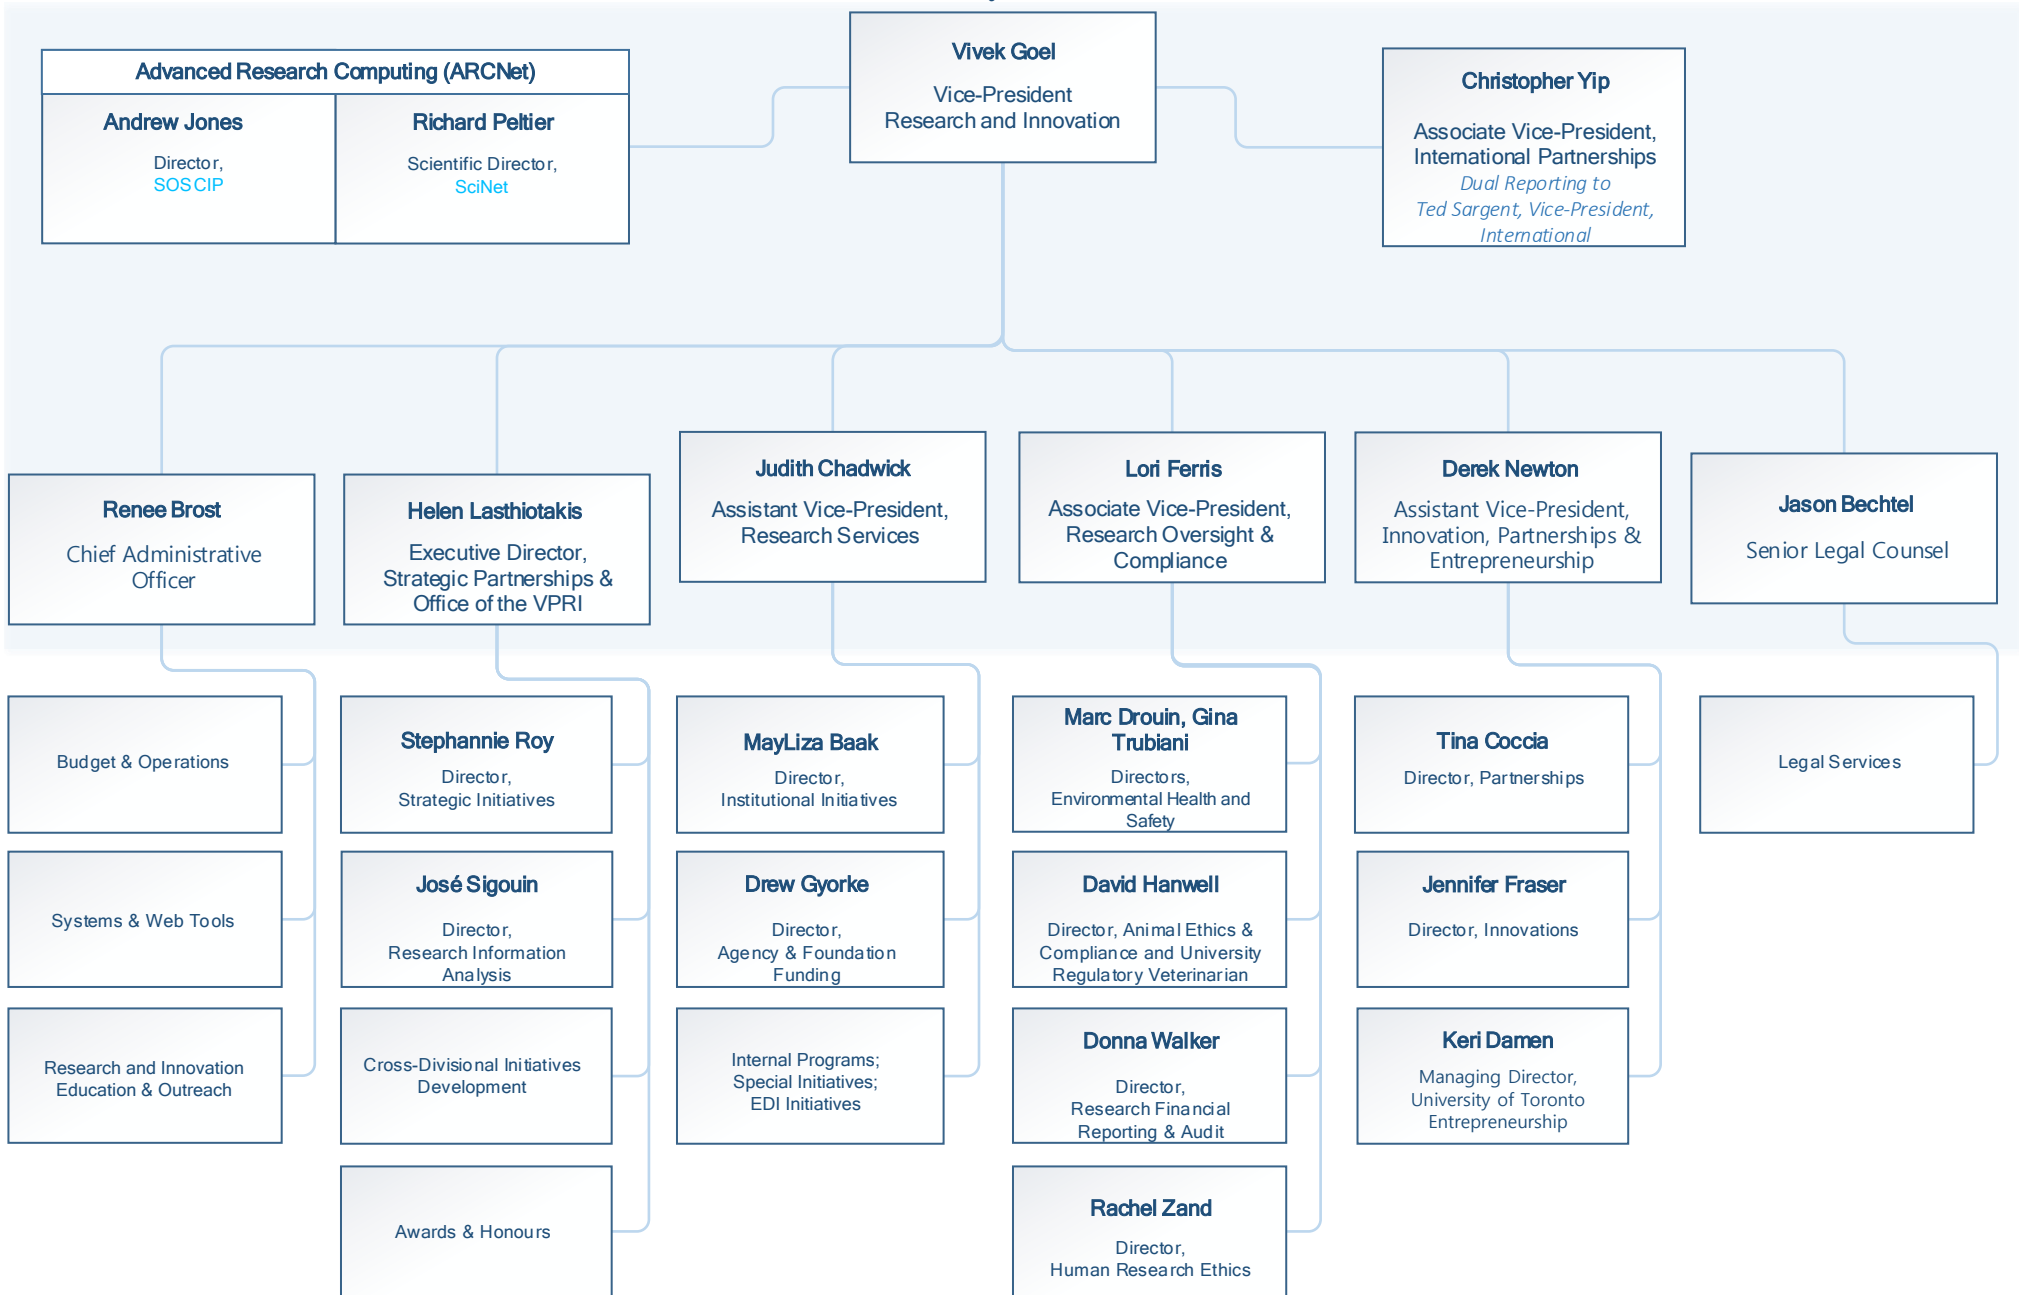 Vivek Goel
Vice-President
Research and Innovation
Advanced Research Computing (ARCNet)
Andrew Jones
Director,
SOSCIP
Richard Peltier
Scientific Director,
SciNet
Christopher Yip
Associate Vice-President,
International Partnerships
Dual Reporting to
Ted Sargent, Vice-President,
International
Renee Brost
Chief Administrative
Officer
Helen Lasthiotakis
Executive Director,
Strategic Partnerships &
Office of the VPRI
Judith Chadwick
Assistant Vice-President,
Research Services
Lori Ferris
Associate Vice-President,
Research Oversight &
Compliance
Derek Newton
Assistant Vice-President,
Innovation, Partnerships &
Entrepreneurship
Jason Bechtel
Senior Legal Counsel
Budget & Operations
Systems & Web Tools
Research and Innovation
Education & Outreach
Stephannie Roy
Director,
Strategic Initiatives
José Sigouin
Director,
Research Information
Analysis
Cross-Divisional Initiatives
Development
Awards & Honours
MayLiza Baak
Director,
Institutional Initiatives
Drew Gyorke
Director,
Agency & Foundation
Funding
Internal Programs;
Special Initiatives;
EDI Initiatives
Marc Drouin, Gina
Trubiani
Directors,
Environmental Health and
Safety
David Hanwell
Director, Animal Ethics &
Compliance and University
Regulatory Veterinarian
Donna Walker
Director,
Research Financial
Reporting & Audit
Rachel Zand
Director,
Human Research Ethics
Tina Coccia
Director, Partnerships
Jennifer Fraser
Director, Innovations
Keri Damen
Managing Director,
University of Toronto
Entrepreneurship
Legal Services